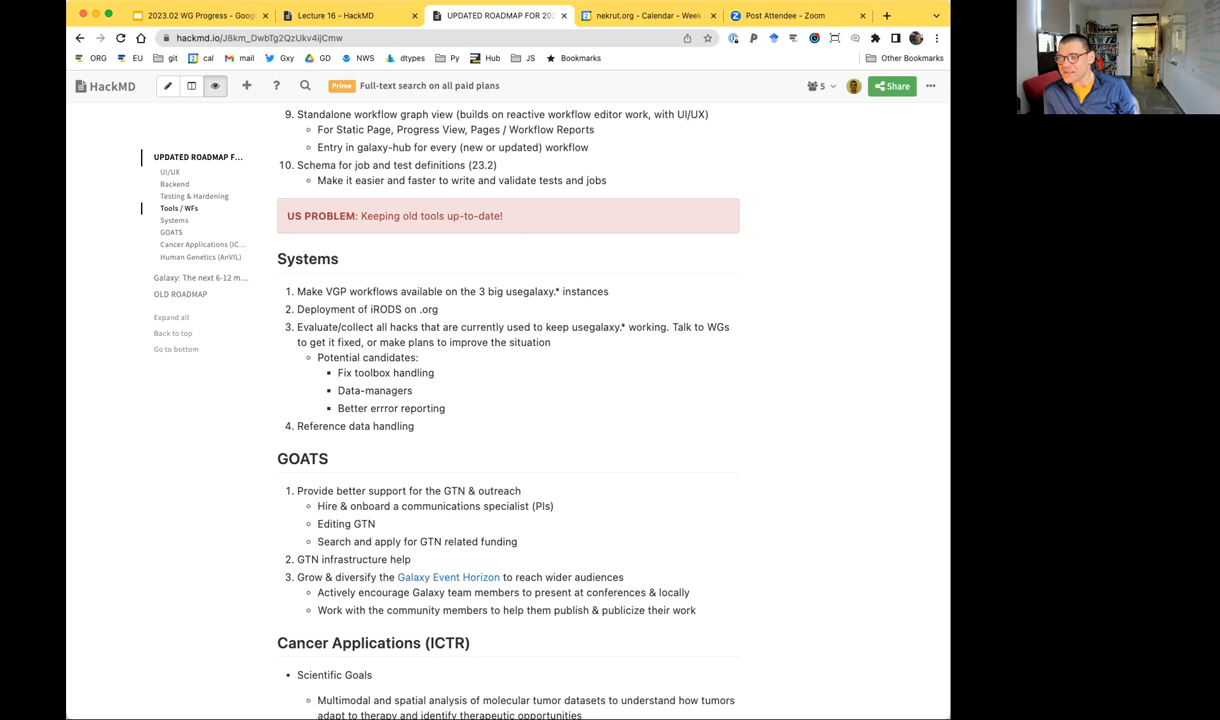 2023.02 WG Progress - Goog
Lecture 16 - HackMD
UPDATED ROADMAP FOR 202
nekrut.org - Calendar - Week
Post Attendee - Zoom
hackmd.io/J8km_DwbTg2QzUkv4ijCmw
ORG
EU
git
cal
mail
Gxy
GD
NWS
dtypes
Py
Hub
JS
Bookmarks
Other Bookmarks
HackMD
Prime
Full-text search on all paid plans
5
Share
UPDATED ROADMAP F...
UI/UX
Backend
Testing & Hardening
Tools / WFs
Systems
GOATS
Cancer Applications (IC...
Human Genetics (AnVIL)
Galaxy: The next 6-12 m...
OLD ROADMAP
Expand all
Back to top
Go to bottom
9. Standalone workflow graph view (builds on reactive workflow editor work, with UI/UX)
For Static Page, Progress View, Pages / Workflow Reports
Entry in galaxy-hub for every (new or updated) workflow
10. Schema for job and test definitions (23.2)
Make it easier and faster to write and validate tests and jobs
US PROBLEM: Keeping old tools up-to-date!
Systems
1. Make VGP workflows available on the 3 big usegalaxy.* instances
2. Deployment of iRODS on .org
3. Evaluate/collect all hacks that are currently used to keep usegalaxy.* working. Talk to WGs
to get it fixed, or make plans to improve the situation
Potential candidates:
Fix toolbox handling
Data-managers
Better errror reporting
4. Reference data handling
GOATS
1. Provide better support for the GTN & outreach
Hire & onboard a communications specialist (PIs)
Editing GTN
Search and apply for GTN related funding
2. GTN infrastructure help
3. Grow & diversify the Galaxy Event Horizon to reach wider audiences
Actively encourage Galaxy team members to present at conferences & locally
Work with the community members to help them publish & publicize their work
Cancer Applications (ICTR)
Scientific Goals
Multimodal and spatial analysis of molecular tumor datasets to understand how tumors
adapt to therapy and identify therapeutic opportunities